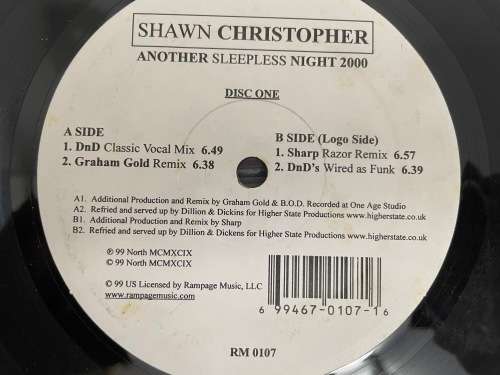 SHAWN CHRISTOPHER
ANOTHER SLEEPLESS NIGHT 2000
DISC ONE
A SIDE
1. DnD Classic Vocal Mix 6.49
2. Graham Gold Remix 6.38
B SIDE (Logo Side)
1. Sharp Razor Remix 6.57
2. DnD's Wired as Funk 6.39
A1. Additional Production and Remix by Graham Gold & B.O.D. Recorded at One Age Studio
A2. Refried and served up by Dillion & Dickens for Higher State Productions www.higherstate.co.uk
B1. Additional Production and Remix by Sharp
B2. Refried and served up by Dillion & Dickens for Higher State Productions www.higherstate.co.uk
℗ 99 North MCMXCIX
© 99 North MCMXCIX
© 99 US Licensed by Rampage Music, LLC
www.rampagemusic.com
6 99467-0107-1 6
RM 0107